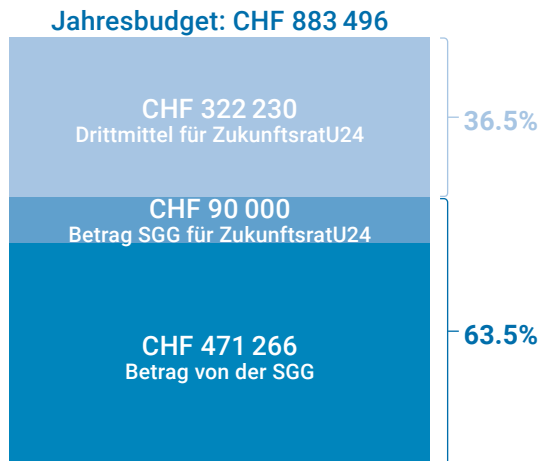 Jahresbudget: CHF 883 496
CHF 322 230
Drittmittel für ZukunftsratU24
36.5%
CHF 90 000
Betrag SGG für ZukunftsratU24
63.5%
CHF 471 266
Betrag von der SGG